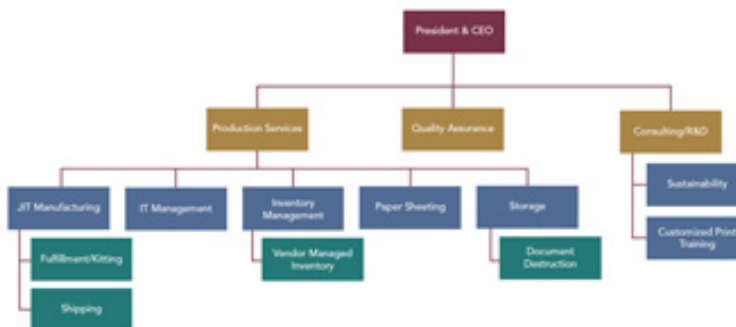 President & CEO
Production Services
Quality Assurance
Consulting/R&D
JIT Manufacturing
IT Management
Inventory
Management
Paper Sheeting
Storage
Sustainability
Fulfillment/Kitting
Vendor Managed
Inventory
Document
Destruction
Customized Print
Training
Shipping